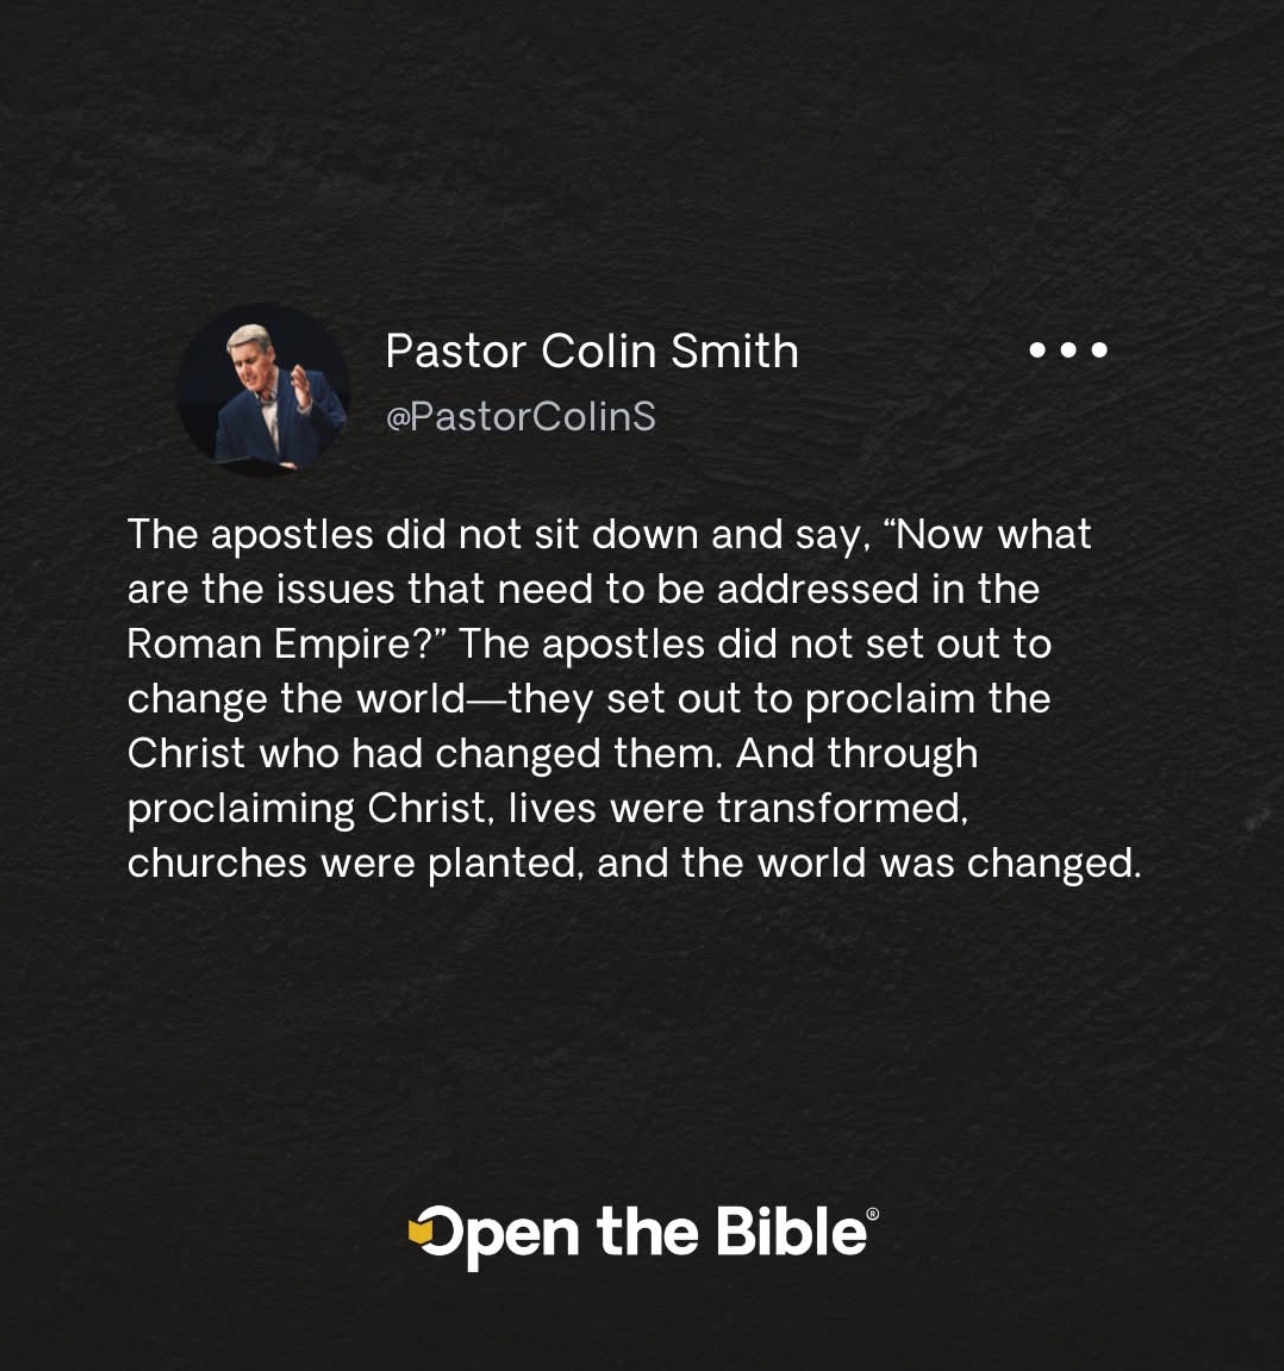 Pastor Colin Smith
@PastorColinS
The apostles did not sit down and say, “Now what
are the issues that need to be addressed in the
Roman Empire?” The apostles did not set out to
change the world—they set out to proclaim the
Christ who had changed them. And through
proclaiming Christ, lives were transformed,
churches were planted, and the world was changed.
Open the Bible®